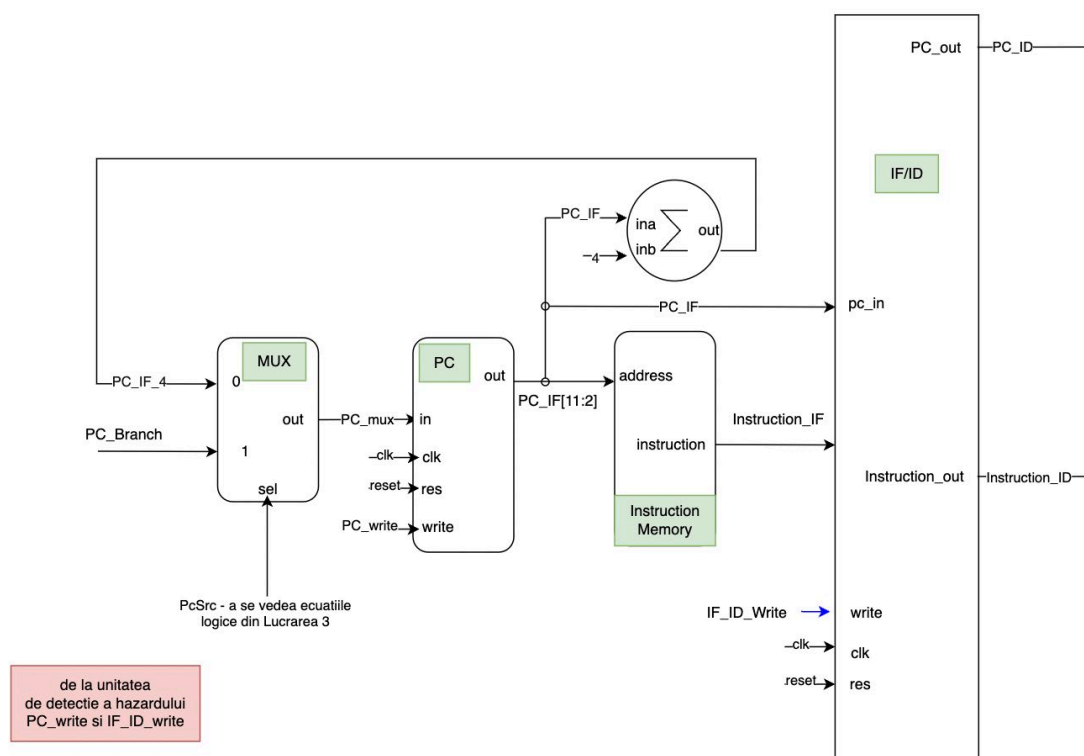 PC_out
PC_ID
IF/ID
PC_IF
ina
out
inb
4
PC_IF
pc_in
MUX
PC
out
address
PC_IF_4
0
PC_IF[11:2]
out
PC_mux
in
Instruction_IF
PC_Branch
1
instruction
clk
clk
sel
reset
res
Instruction_out
Instruction_ID
Instruction
Memory
PC_write
write
PcSrc - a se vedea ecuatiile
logice din Lucrarea 3
IF_ID_Write
write
clk
clk
reset
res
de la unitatea
de detectie a hazardului
PC_write si IF_ID_write